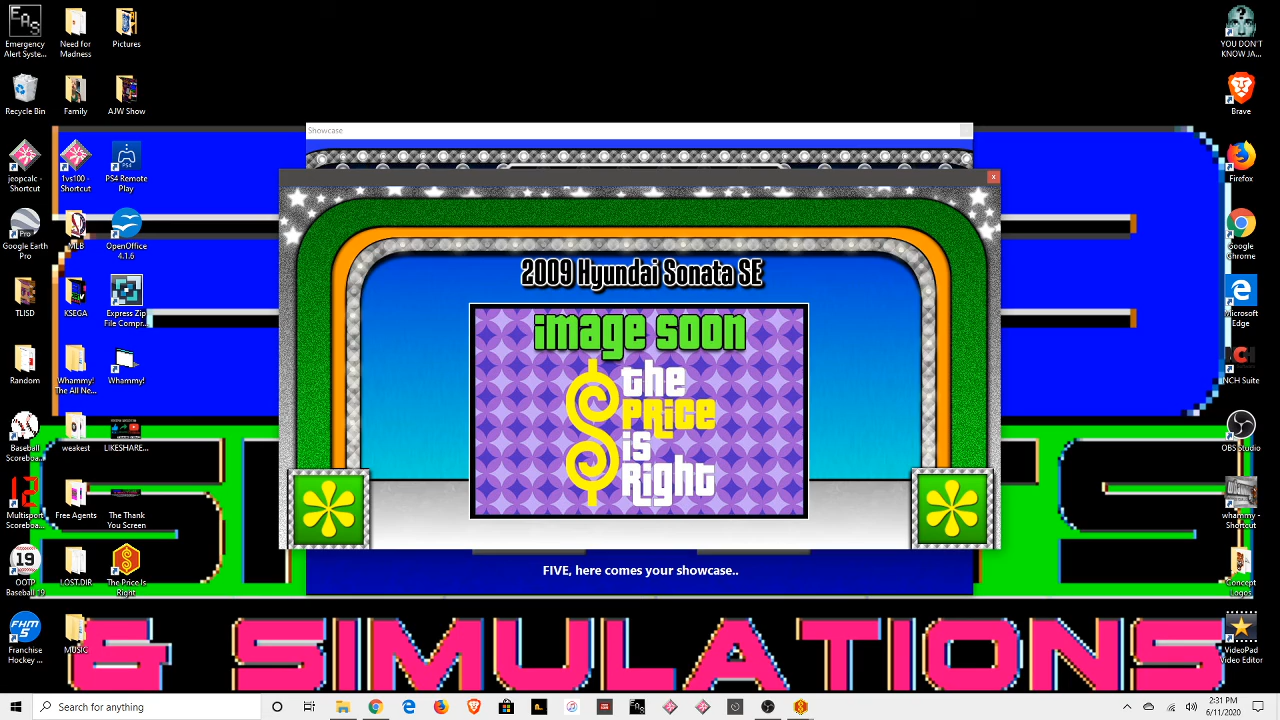 Emergency
Alert Syste...
Need for
Madness
Pictures
Recycle Bin
Family
AJW Show
jeopcalc -
Shortcut
1vs100 -
Shortcut
PS4 Remote
Play
Google Earth
Pro
MLB
OpenOffice
4.1.6
TLISD
KSEGA
Express Zip
File Compr...
Random
Whammy!
The All Ne...
Whammy!
Baseball
Scoreboa...
weakest
LIKESHARE...
Multisport
Scoreboa...
Free Agents
The Thank
You Screen
OOTP
Baseball 19
LOST.DIR
The Price Is
Right
Franchise
Hockey ...
MUSIC
Showcase
x
2009 Hyundai Sonata SE
image soon
the
PRicE
is
Right
FIVE, here comes your showcase..
& SIMULATIONS
YOU DON'T
KNOW JA...
Brave
Firefox
Google
Chrome
Microsoft
Edge
NCH Suite
OBS Studio
whammy -
Shortcut
Concept
Logos
VideoPad
Video Editor
Search for anything
2:31 PM
6/11/2020